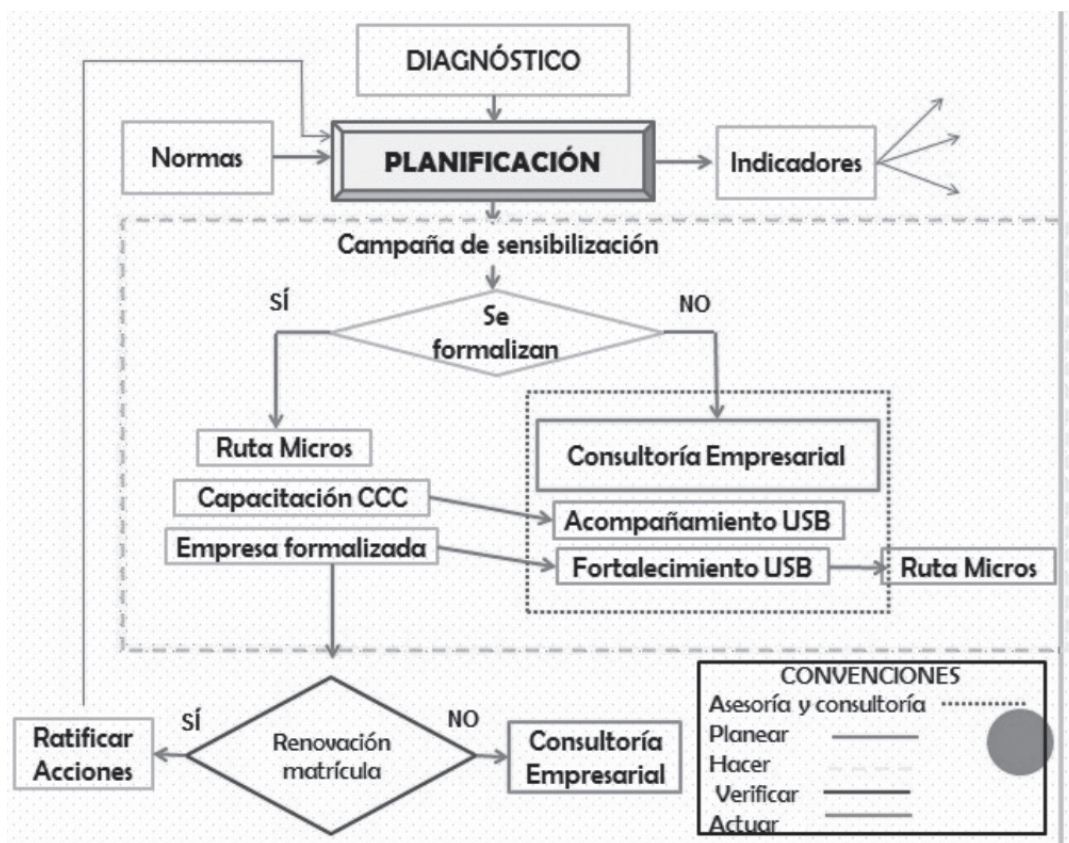 DIAGNÓSTICO
Normas
PLANIFICACIÓN
Indicadores
Campaña de sensibilización
SÍ
NO
Se
formalizan
Ruta Micros
Consultoría Empresarial
Capacitación CCC
Acompañamiento USB
Empresa formalizada
Fortalecimiento USB
Ruta Micros
Ratificar
Acciones
SÍ
Renovación
matrícula
NO
Consultoría
Empresarial
CONVENCIONES
Asesoría y consultoría
Planear
Hacer
Verificar
Actuar